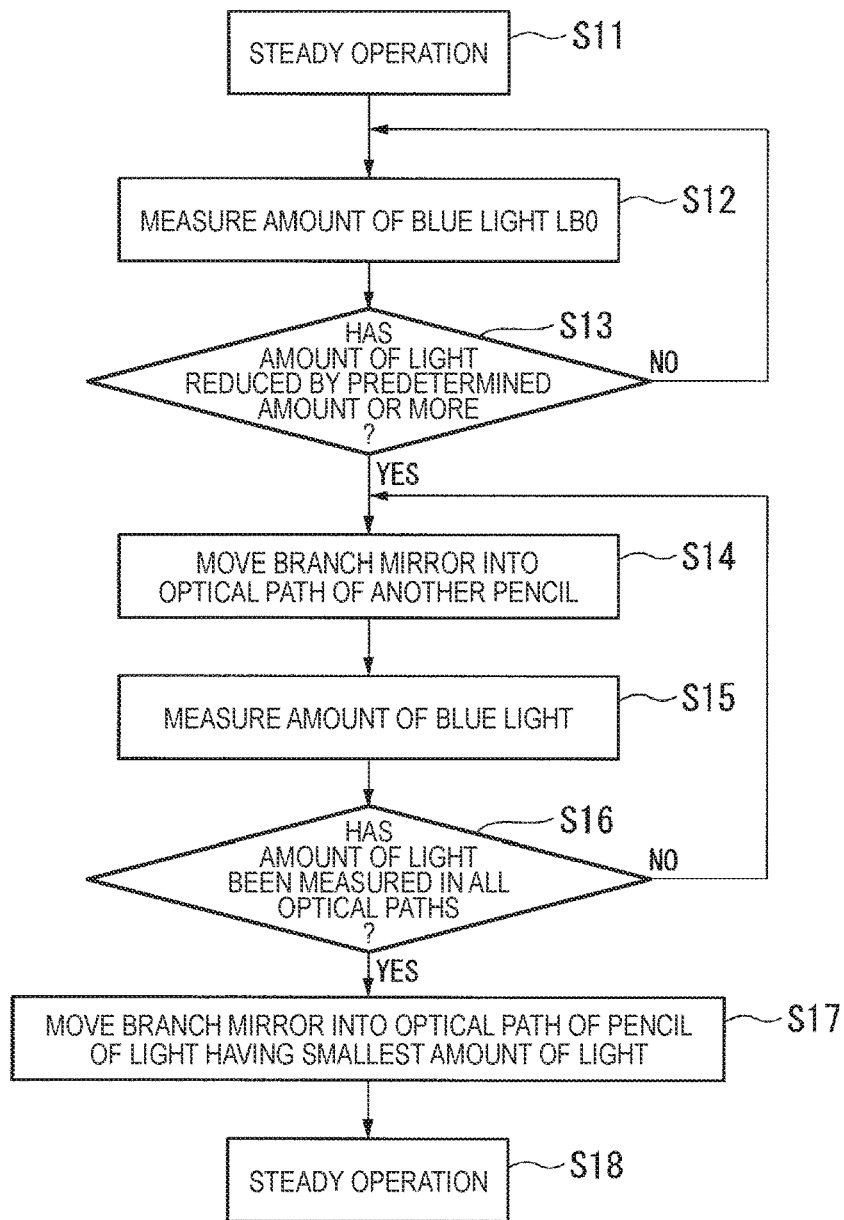 STEADY OPERATION
S11
MEASURE AMOUNT OF BLUE LIGHT LB0
S12
HAS
AMOUNT OF LIGHT
REDUCED BY PREDETERMINED
AMOUNT OR MORE
?
S13
NO
YES
MOVE BRANCH MIRROR INTO
OPTICAL PATH OF ANOTHER PENCIL
S14
MEASURE AMOUNT OF BLUE LIGHT
S15
HAS
AMOUNT OF LIGHT
BEEN MEASURED IN ALL
OPTICAL PATHS
?
S16
NO
YES
MOVE BRANCH MIRROR INTO OPTICAL PATH OF PENCIL
OF LIGHT HAVING SMALLEST AMOUNT OF LIGHT
S17
STEADY OPERATION
S18